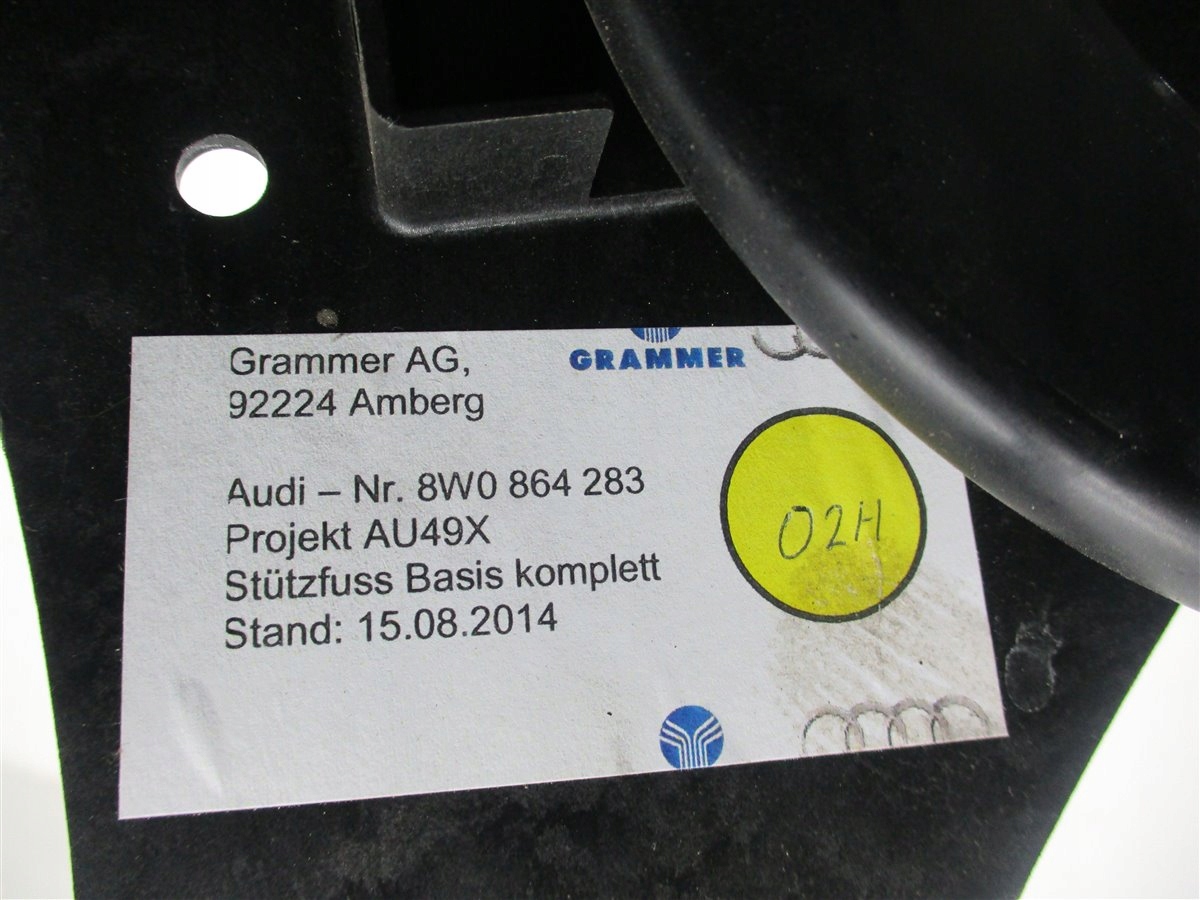 Grammer AG,
92224 Amberg
GRAMMER
Audi – Nr. 8W0 864 283
Projekt AU49X
Stützfuss Basis komplett
Stand: 15.08.2014
02H